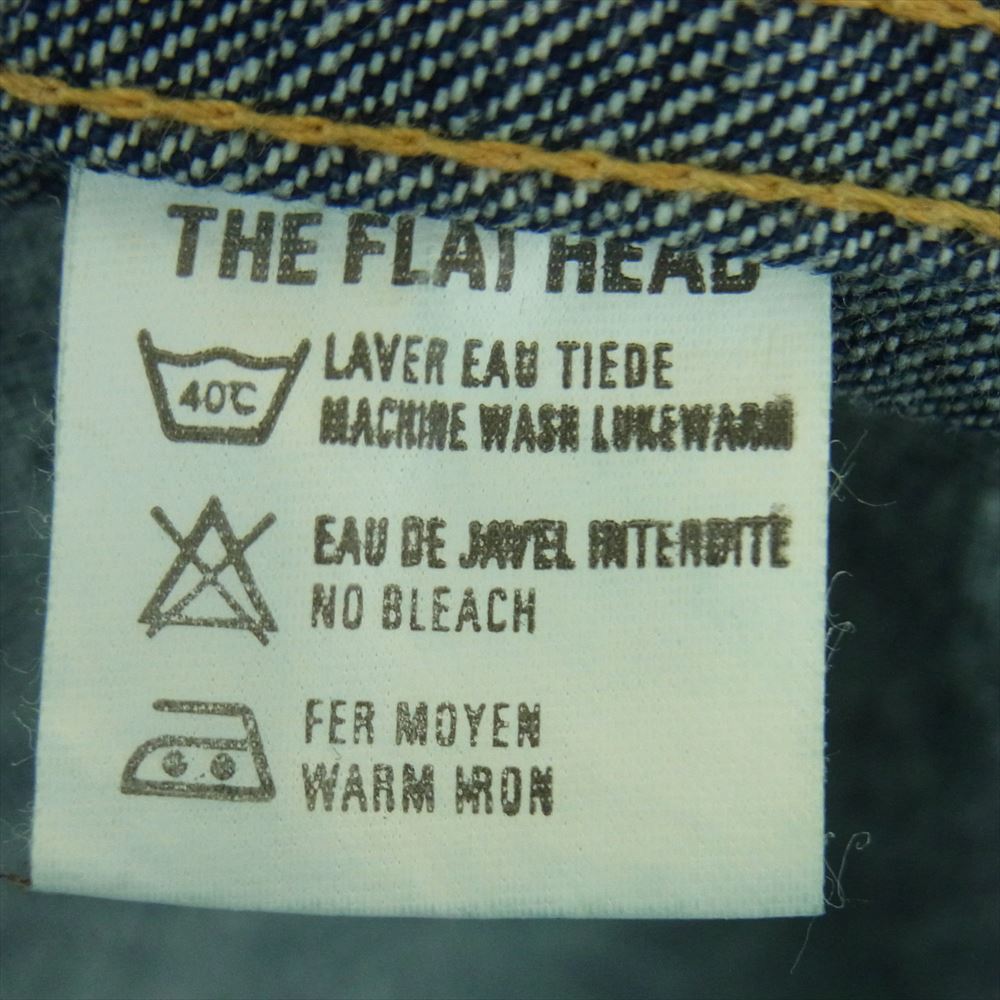 THE FLAT HEAD
40℃
LAVER EAU TIEDE
MACHINE WASH LUKEWARM
EAU DE JAVEL INTERDITE
NO BLEACH
FER MOYEN
WARM IRON